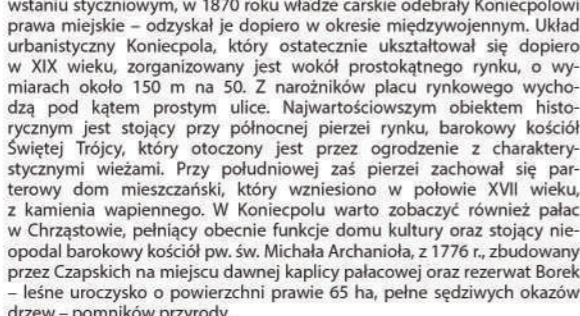 wstaniu styczniowym, w 1870 roku władze carskie odebrały Koniecpolowi
prawa miejskie – odzyskał je dopiero w okresie międzywojennym. Układ
urbanistyczny Koniecpola, który ostatecznie ukształtował się dopiero
w XIX wieku, zorganizowany jest wokół prostokątnego rynku, o wy-
miarach około 150 m na 50. Z narożników placu rynkowego wycho-
dzą pod kątem prostym ulice. Najwartościowszym obiektem histo-
rycznym jest stojący przy północnej pierzei rynku, barokowy kościół
Świętej Trójcy, który otoczony jest przez ogrodzenie z charaktery-
stycznymi wieżami. Przy południowej zaś pierzei zachował się par-
terowy dom mieszczański, który wzniesiono w połowie XVII wieku,
z kamienia wapiennego. W Koniecpolu warto zobaczyć również pałac
w Chrząstowie, pełniący obecnie funkcje domu kultury oraz stojący nie-
opodal barokowy kościół pw. św. Michała Archanioła, z 1776 r., zbudowany
przez Czapskich na miejscu dawnej kaplicy pałacowej oraz rezerwat Borek
– leśne uroczysko o powierzchni prawie 65 ha, pełne sędziwych okazów
drzew – pomników przyrody.